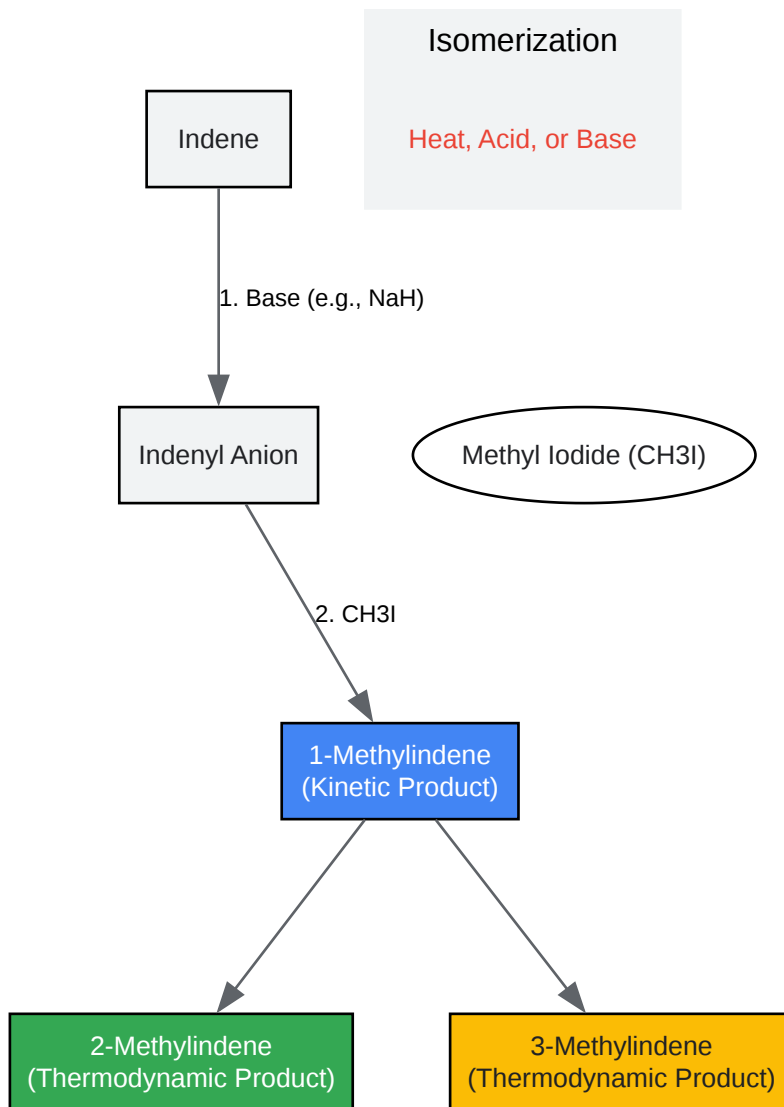 Isomerization
Indene
Heat, Acid, or Base
1. Base (e.g., NaH)
Indenyl Anion
Methyl Iodide (CH3I)
2. CH3I
1-Methylindene
(Kinetic Product)
2-Methylindene
(Thermodynamic Product)
3-Methylindene
(Thermodynamic Product)